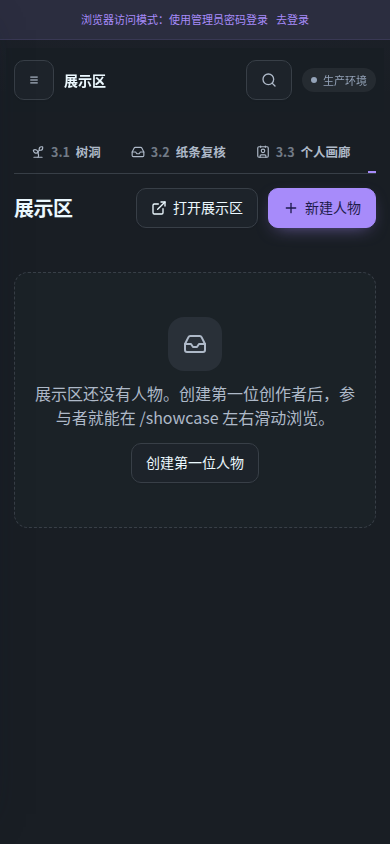 浏览器访问模式：使用管理员密码登录 去登录
展示区
生产环境
3.1 树洞
3.2 纸条复核
3.3 个人画廊
展示区
打开展示区
新建人物
展示区还没有人物。创建第一位创作者后，参
与者就能在 /showcase 左右滑动浏览。
创建第一位人物